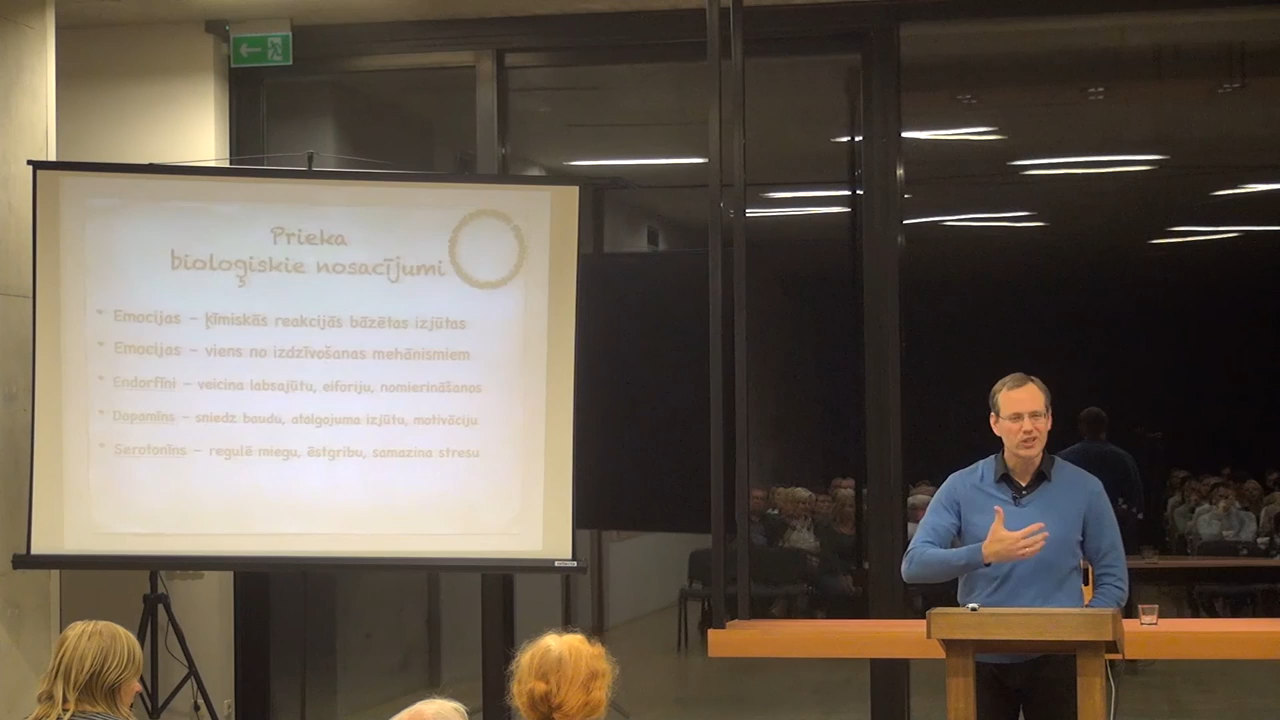 Prieka
bioloģiskie nosacījumi
* Emocijas – ķīmiskās reakcijās bāzētas izjūtas
* Emocijas – viens no izdzīvošanas mehānismiem
* Endorfīni – veicina labsajūtu, eiforiju, nomierināšanos
* Dopamīns – sniedz baudu, atalgojuma izjūtu, motivāciju
* Serotonīns – regulē miegu, ēstgribu, samazina stresu